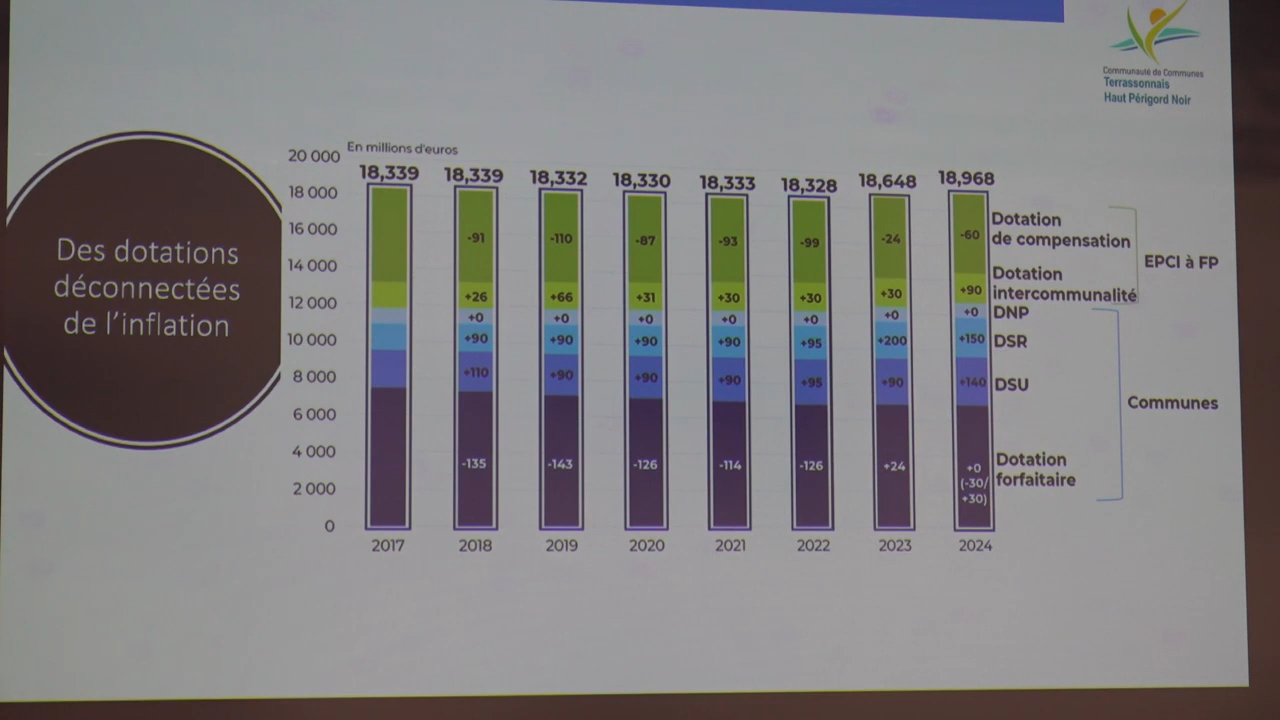 Communauté de Communes
Terrassonnais
Haut Périgord Noir
Des dotations
déconnectées
de l'inflation
En millions d'euros
20 000
18 000
16 000
14 000
12 000
10 000
8 000
6 000
4 000
2 000
0
18,339 18,339 18,332 18,330 18,333 18,328 18,648 18,968
-91 -110 -87 -93 -99 -24 -60
+26 +66 +31 +30 +30 +30 +90
+0 +0 +0 +0 +0 +0 +0
+90 +90 +90 +90 +95 +200 +150
+110 +90 +90 +90 +95 +90 +140
-135 -143 -126 -114 -126 +24 +0
(-30/
+30)
2017 2018 2019 2020 2021 2022 2023 2024
Dotation
de compensation
Dotation
intercommunalité
EPCI à FP
DNP
DSR
DSU
Dotation
forfaitaire
Communes